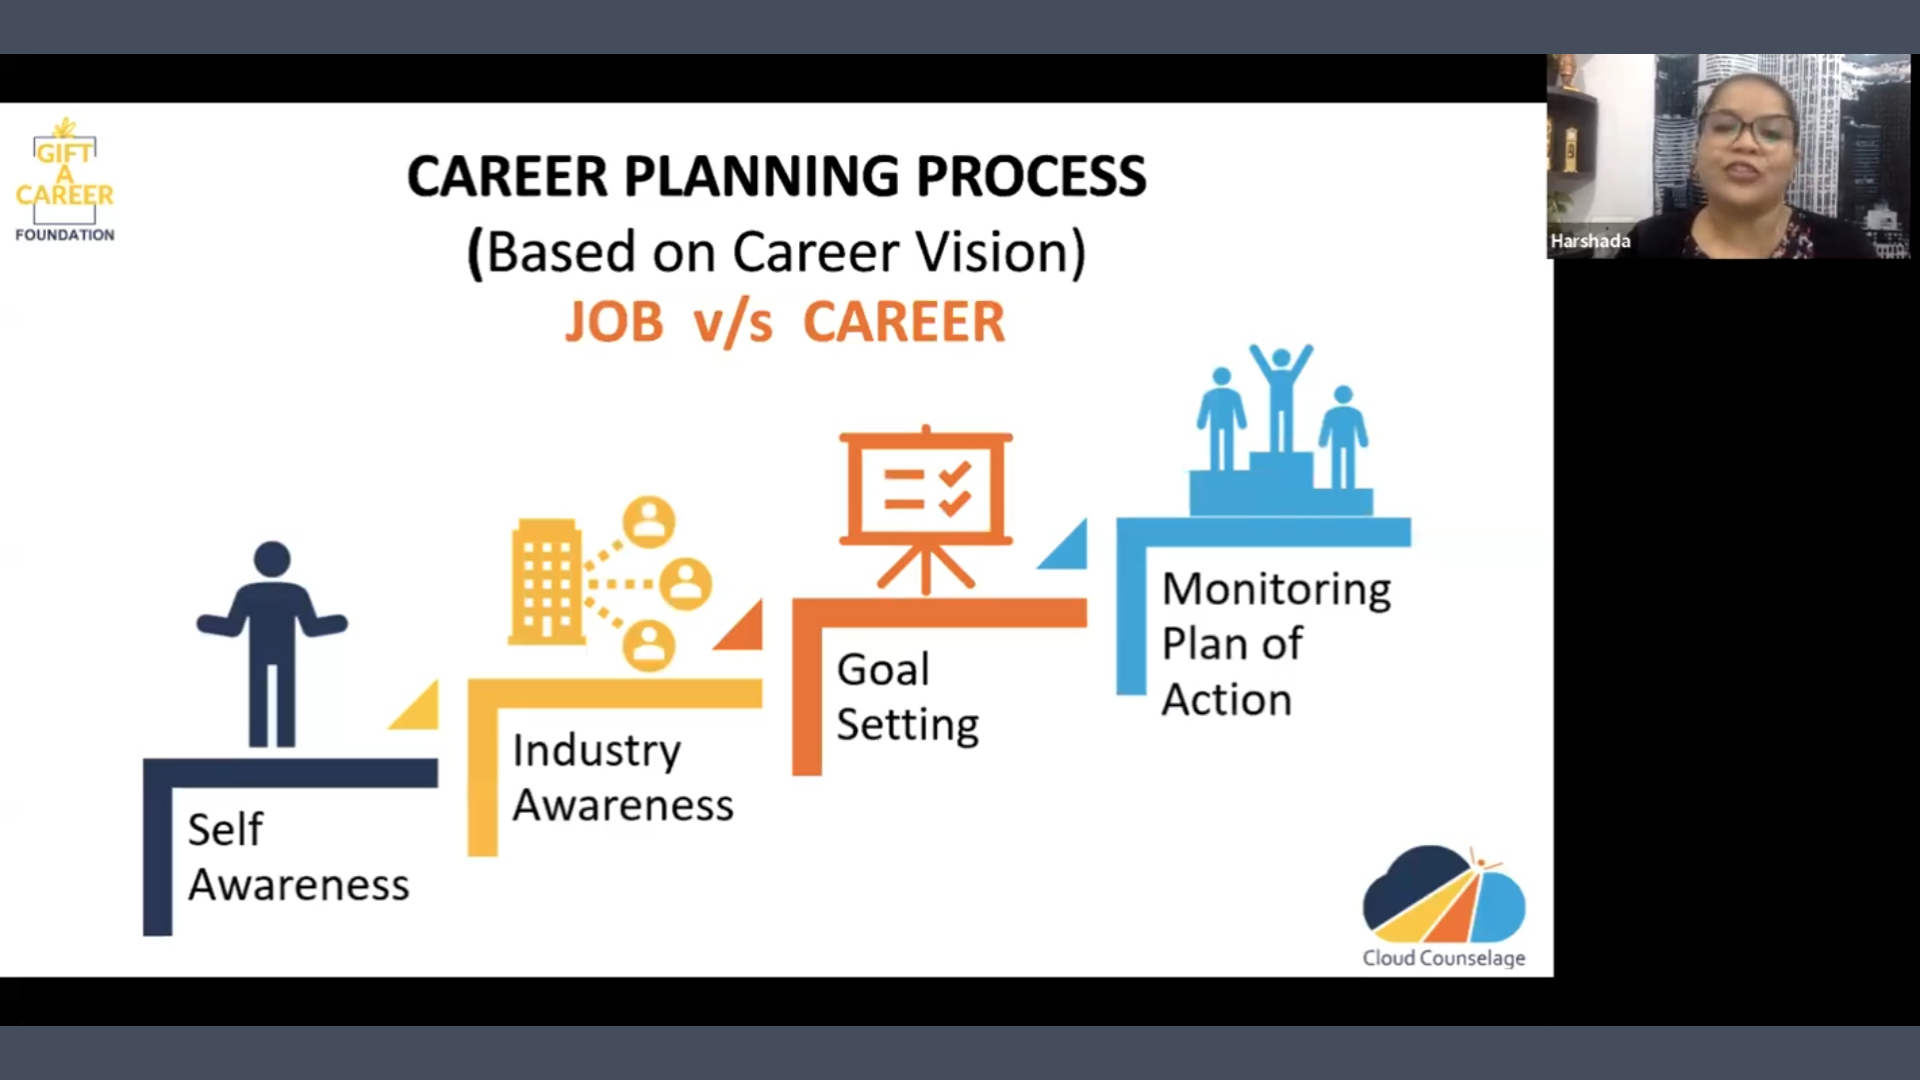 GIFT
A
CAREER
FOUNDATION
CAREER PLANNING PROCESS
(Based on Career Vision)
JOB v/s CAREER
Harshada
Self
Awareness
Industry
Awareness
Goal
Setting
Monitoring
Plan of
Action
Cloud Counselage